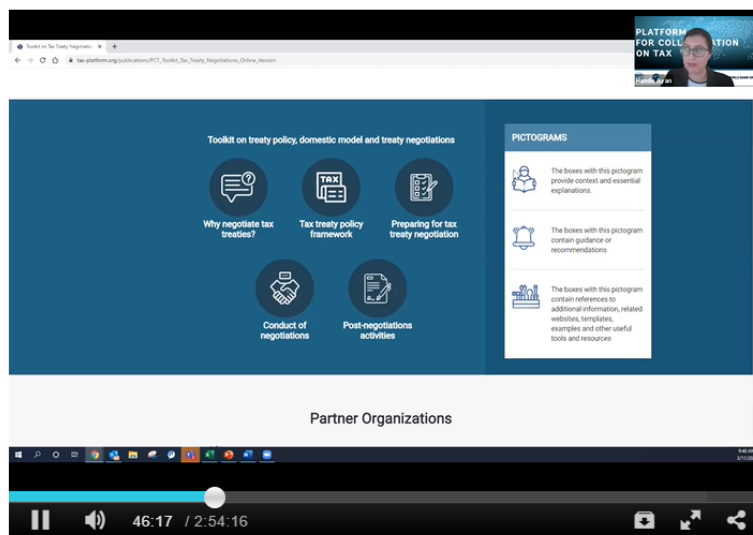 Toolkit on Tax Treaty Negotiation
tax-platform.org/publications/PCT_Toolkit_Tax_Treaty_Negotiations_Online_Version
PLATFORM
FOR COLL ATION
ON TAX
Toolkit on treaty policy, domestic model and treaty negotiations
Why negotiate tax
treaties?
TAX
Tax treaty policy
framework
Preparing for tax
treaty negotiation
Conduct of
negotiations
Post-negotiations
activities
PICTOGRAMS
The boxes with this pictogram
provide context and essential
explanations.
The boxes with this pictogram
contain guidance or
recommendations
The boxes with this pictogram
contain references to
additional information, related
websites, templates,
examples and other useful
tools and resources
Partner Organizations
46:17 / 2:54:16